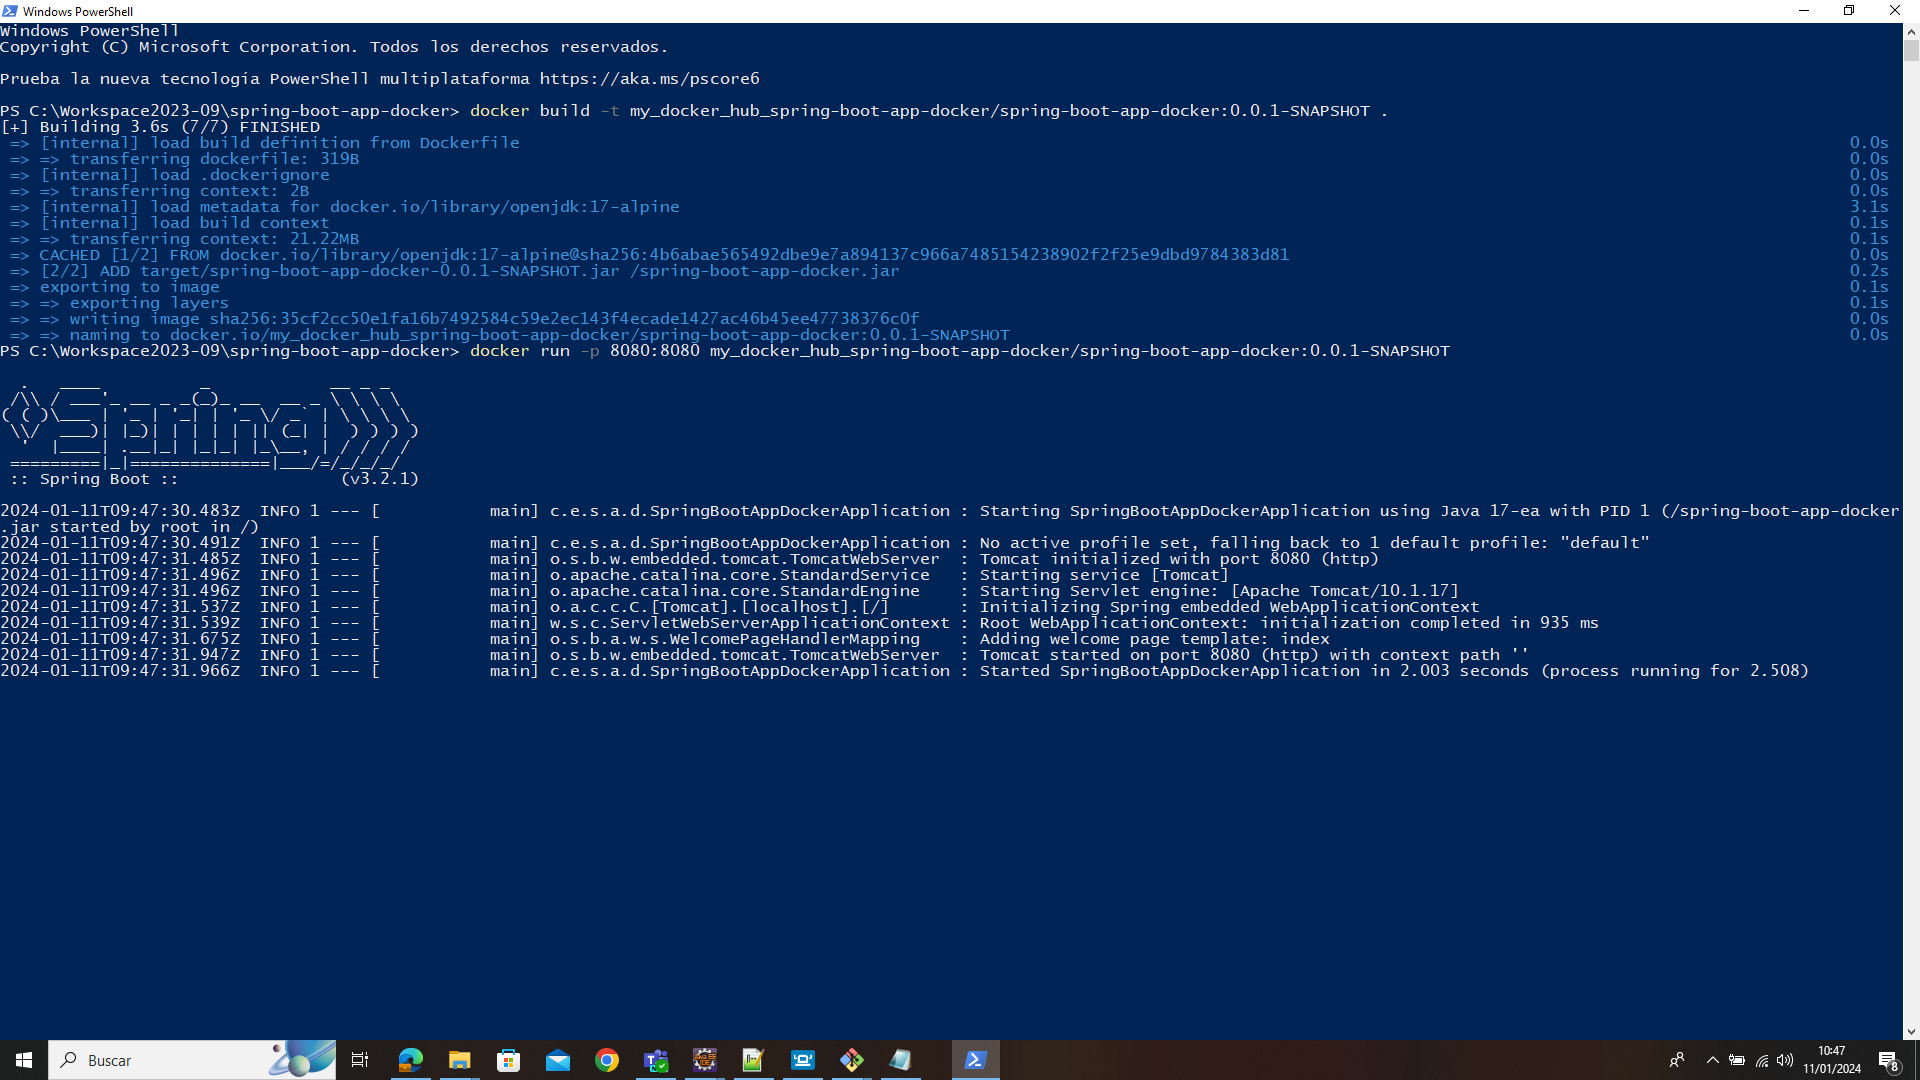 Windows PowerShell
Windows PowerShell
Copyright (C) Microsoft Corporation. Todos los derechos reservados.
Prueba la nueva tecnología PowerShell multiplataforma https://aka.ms/pscore6
PS C:\Workspace2023-09\spring-boot-app-docker> docker build -t my_docker_hub_spring-boot-app-docker/spring-boot-app-docker:0.0.1-SNAPSHOT .
[+] Building 3.6s (7/7) FINISHED
=> [internal] load build definition from Dockerfile 0.0s
=> => transferring dockerfile: 319B 0.0s
=> [internal] load .dockerignore 0.0s
=> => transferring context: 2B 0.0s
=> [internal] load metadata for docker.io/library/openjdk:17-alpine 3.1s
=> [internal] load build context 0.1s
=> => transferring context: 21.22MB 0.1s
=> CACHED [1/2] FROM docker.io/library/openjdk:17-alpine@sha256:4b6abae565492dbe9e7a894137c966a7485154238902f2f25e9dbd9784383d81 0.0s
=> [2/2] ADD target/spring-boot-app-docker-0.0.1-SNAPSHOT.jar /spring-boot-app-docker.jar 0.2s
=> exporting to image 0.1s
=> => exporting layers 0.1s
=> => writing image sha256:35cf2cc50e1fa16b7492584c59e2ec143f4ecade1427ac46b45ee47738376c0f 0.0s
=> => naming to docker.io/my_docker_hub_spring-boot-app-docker/spring-boot-app-docker:0.0.1-SNAPSHOT 0.0s
PS C:\Workspace2023-09\spring-boot-app-docker> docker run -p 8080:8080 my_docker_hub_spring-boot-app-docker/spring-boot-app-docker:0.0.1-SNAPSHOT
Spring
:: Spring Boot :: (v3.2.1)
2024-01-11T09:47:30.483Z INFO 1 --- [ main] c.e.s.a.d.SpringBootAppDockerApplication : Starting SpringBootAppDockerApplication using Java 17-ea with PID 1 (/spring-boot-app-docker
.jar started by root in /)
2024-01-11T09:47:30.491Z INFO 1 --- [ main] c.e.s.a.d.SpringBootAppDockerApplication : No active profile set, falling back to 1 default profile: "default"
2024-01-11T09:47:31.485Z INFO 1 --- [ main] o.s.b.w.embedded.tomcat.TomcatWebServer : Tomcat initialized with port 8080 (http)
2024-01-11T09:47:31.496Z INFO 1 --- [ main] o.apache.catalina.core.StandardService : Starting service [Tomcat]
2024-01-11T09:47:31.496Z INFO 1 --- [ main] o.apache.catalina.core.StandardEngine : Starting Servlet engine: [Apache Tomcat/10.1.17]
2024-01-11T09:47:31.537Z INFO 1 --- [ main] o.a.c.c.C.[Tomcat].[localhost].[/] : Initializing Spring embedded WebApplicationContext
2024-01-11T09:47:31.539Z INFO 1 --- [ main] w.s.c.ServletWebServerApplicationContext : Root WebApplicationContext: initialization completed in 935 ms
2024-01-11T09:47:31.675Z INFO 1 --- [ main] o.s.b.a.w.s.WelcomePageHandlerMapping : Adding welcome page template: index
2024-01-11T09:47:31.947Z INFO 1 --- [ main] o.s.b.w.embedded.tomcat.TomcatWebServer : Tomcat started on port 8080 (http) with context path ''
2024-01-11T09:47:31.966Z INFO 1 --- [ main] c.e.s.a.d.SpringBootAppDockerApplication : Started SpringBootAppDockerApplication in 2.003 seconds (process running for 2.508)
Buscar
10:47
11/01/2024
8